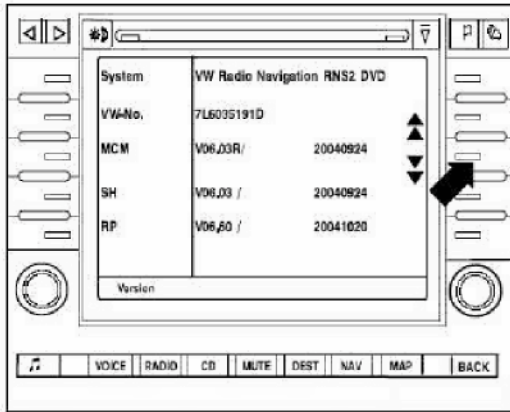 System VW Radio Navigation RNS2 DVD
VW-No. 7L6035191D
MCM V06,03R/ 20040924
SH V06,03 / 20040924
RP V06,60 / 20041020
Version
VOICE RADIO CD MUTE DEST NAV MAP BACK